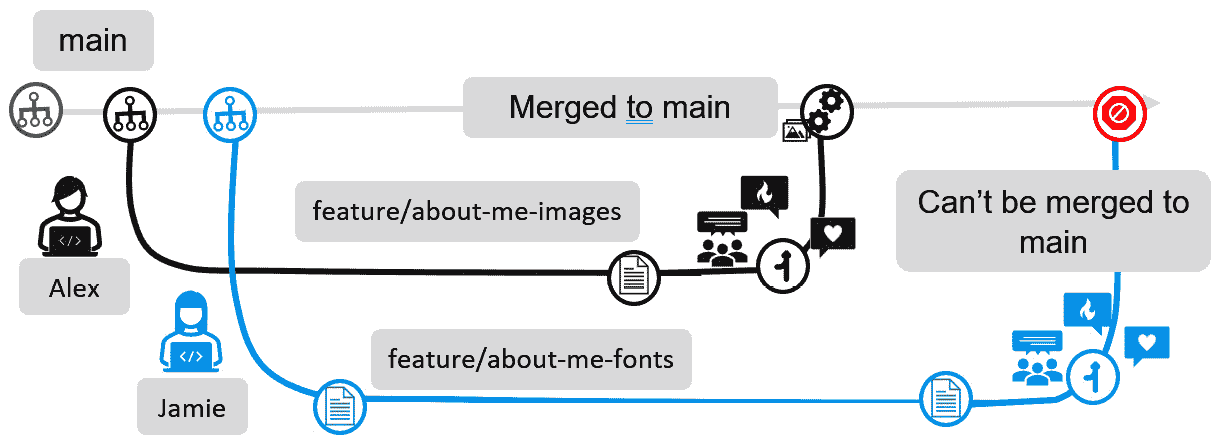 main
Merged to main
feature/about-me-images
Can’t be merged to
main
Alex
feature/about-me-fonts
Jamie